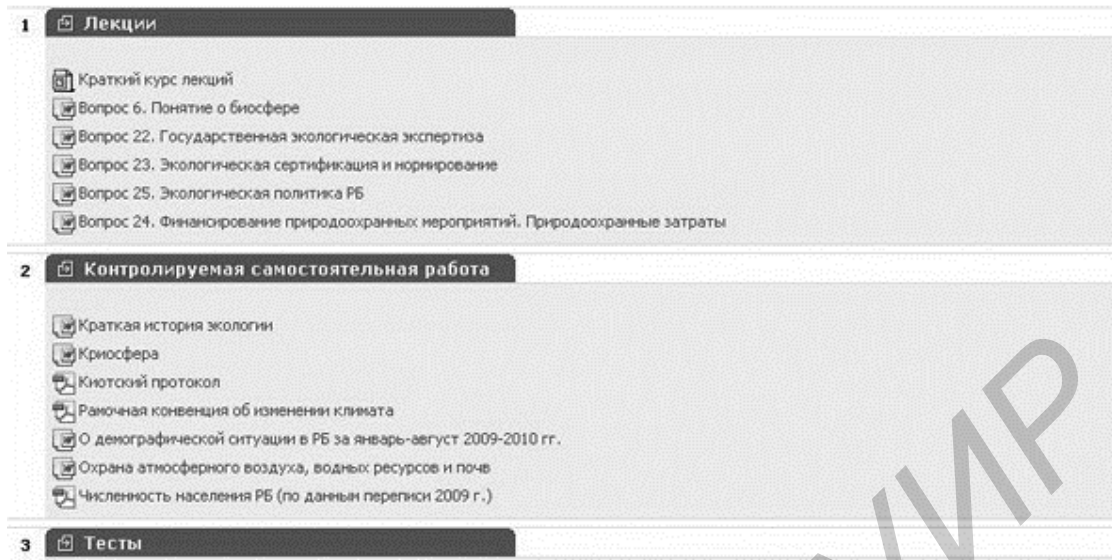 1 Лекции
Краткий курс лекций
Вопрос 6. Понятие о биосфере
Вопрос 22. Государственная экологическая экспертиза
Вопрос 23. Экологическая сертификация и нормирование
Вопрос 25. Экологическая политика РБ
Вопрос 24. Финансирование природоохранных мероприятий. Природоохранные затраты
2 Контролируемая самостоятельная работа
Краткая история экологии
Криосфера
Киотский протокол
Рамочная конвенция об изменении климата
О демографической ситуации в РБ за январь-август 2009-2010 гг.
Охрана атмосферного воздуха, водных ресурсов и почв
Численность населения РБ (по данным переписи 2009 г.)
3 Тесты
УИР